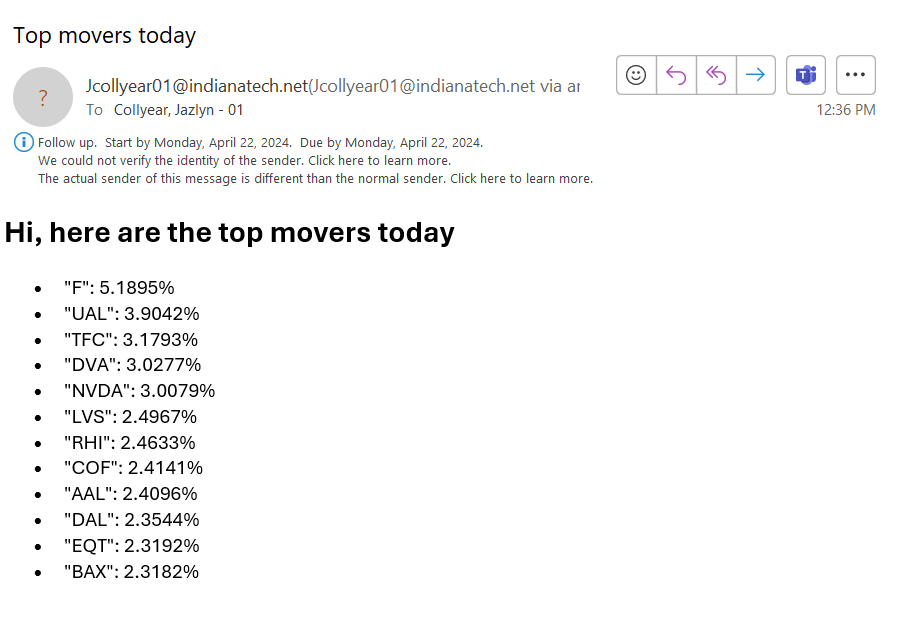 Top movers today
?
Jcollyear01@indianatech.net(Jcollyear01@indianatech.net via
To Collyear, Jazlyn - 01
12:36 PM
Follow up. Start by Monday, April 22, 2024. Due by Monday, April 22, 2024.
We could not verify the identity of the sender. Click here to learn more.
The actual sender of this message is different than the normal sender. Click here to learn more.
Hi, here are the top movers today
• "F": 5.1895%
• "UAL": 3.9042%
• "TFC": 3.1793%
• "DVA": 3.0277%
• "NVDA": 3.0079%
• "LVS": 2.4967%
• "RHI": 2.4633%
• "COF": 2.4141%
• "AAL": 2.4096%
• "DAL": 2.3544%
• "EQT": 2.3192%
• "BAX": 2.3182%